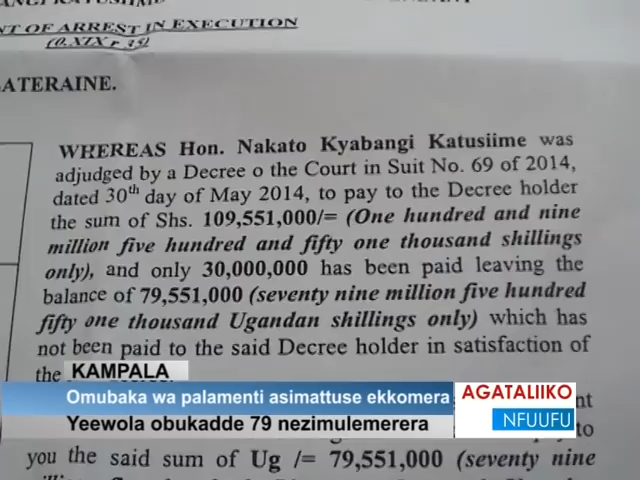 NT OF ARREST IN EXECUTION
(O.XIX r 35)
ATERAINE.
WHEREAS Hon. Nakato Kyabangi Katusiime was
adjudged by a Decree o the Court in Suit No. 69 of 2014,
dated 30th day of May 2014, to pay to the Decree holder
the sum of Shs. 109,551,000/= (One hundred and nine
million five hundred and fifty one thousand shillings
only), and only 30,000,000 has been paid leaving the
balance of 79,551,000 (seventy nine million five hundred
fifty one thousand Ugandan shillings only) which has
not been paid to the said Decree holder in satisfaction of
the
KAMPALA
Omubaka wa palamenti asimattuse ekkomera
Yeewola obukadde 79 nezimulemerera
AGATALIIKO
NFUUFU
nt
to
you the said sum of Ug /= 79,551,000 (seventy nine